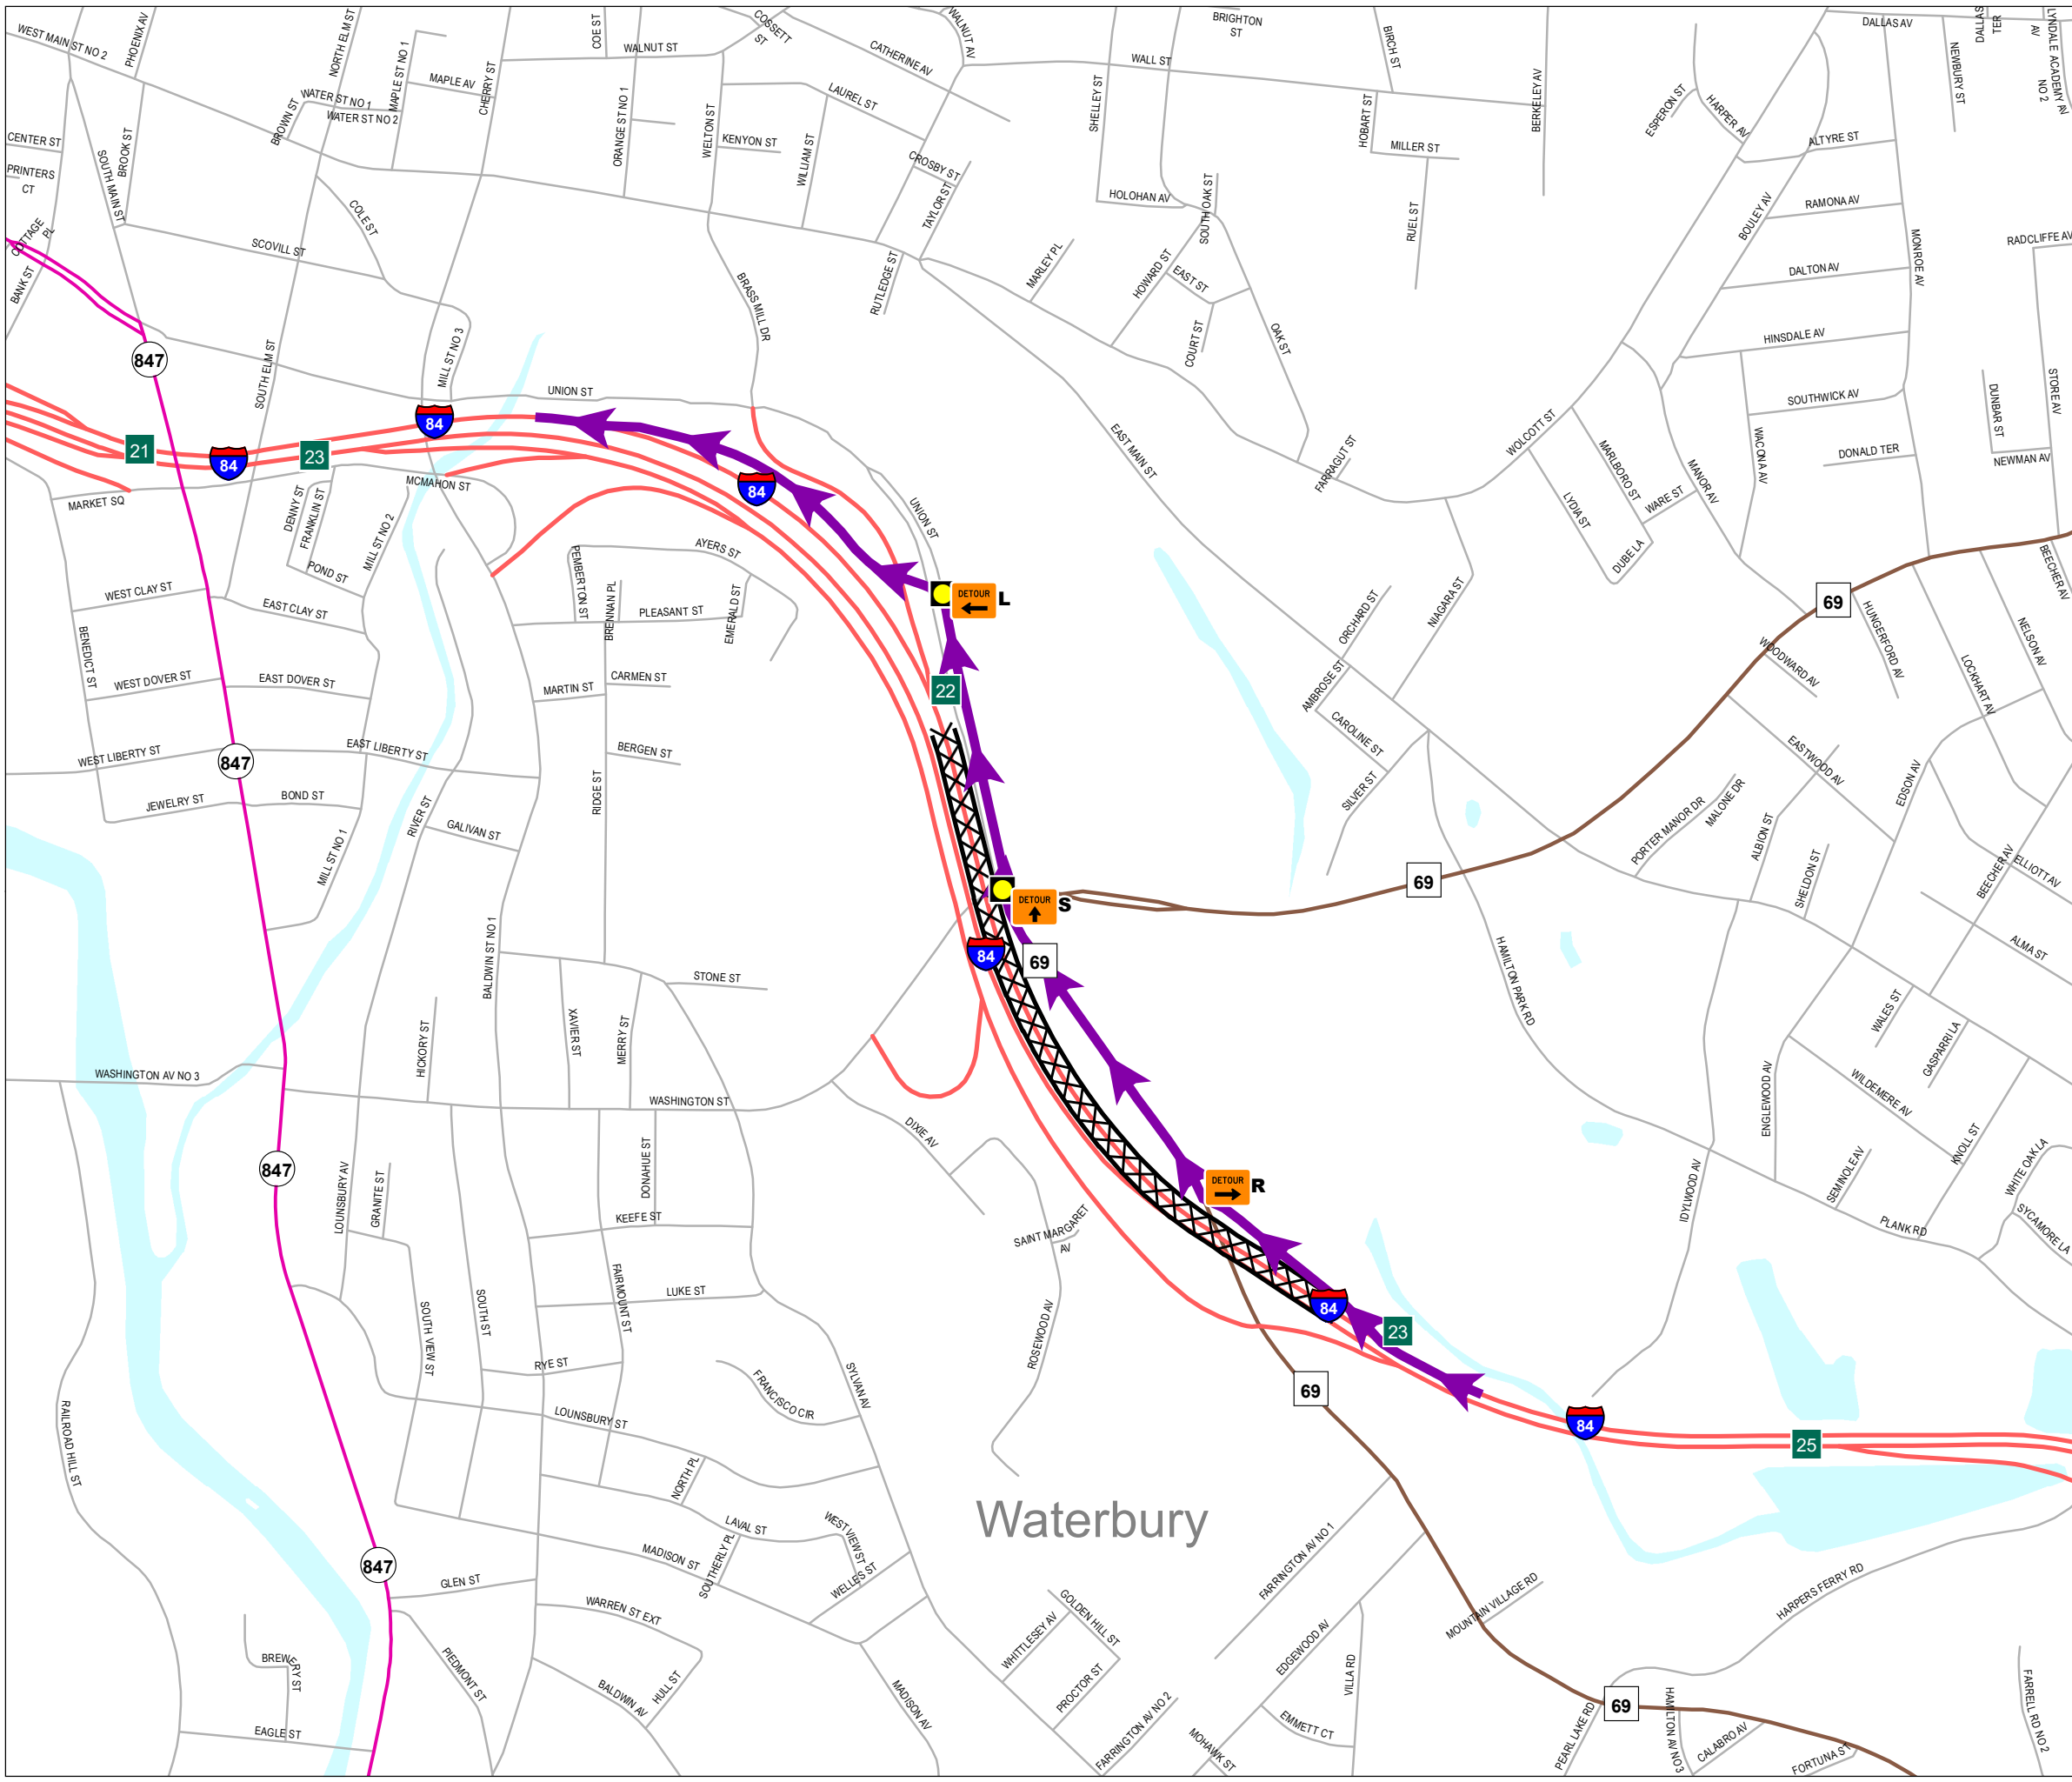 WEST MAIN ST NO 2
PHOENIX AV
NORTH ELM ST
MAPLE ST NO 1
MAPLE AV
CHERRY ST
COE ST
WALNUT ST
COSSETT
ST
CATHERINE AV
WALNUT AV
BRIGHTON
ST
WALL ST
BIRCH ST
BERKELEY AV
DALLAS AV
DALLAS
TER
AV
LYNDALE ACADEMY AV
NO 2
NEWBURY ST
ESPERON ST
HARPER AV
ALTYRE ST
BROWN ST
WATER ST NO 1
WATER ST NO 2
ORANGE ST NO 1
WELTON ST
LAUREL ST
KENYON ST
WILLIAM ST
CROSBY ST
TAYLOR ST
SHELLEY ST
HOLOHAN AV
SOUTH OAK ST
HOBART ST
MILLER ST
RUEL ST
CENTER ST
PRINTERS
CT
SOUTH MAIN ST
BROOK ST
COTTAGE
PL
BANK ST
COLE ST
SCOVILL ST
BRASS MILL DR
RUTLEDGE ST
MARLEY PL
HOWARD ST
EAST ST
COURT ST
OAK ST
BOULEY AV
RAMONA AV
DALTON AV
MONROE AV
RADCLIFFE AV
HINSDALE AV
SOUTHWICK AV
DUNBAR ST
STORE AV
NEWMAN AV
DONALD TER
WACONA AV
MANOR AV
847
SOUTH ELM ST
MILL ST NO 3
UNION ST
84
21
84
23
MARKET SQ
MCMAHON ST
DENNY ST
FRANKLIN ST
MILL ST NO 2
POND ST
84
UNION ST
EAST MAIN ST
FARRAGUT ST
WOLCOTT ST
LYDIA ST
MARLBORO ST
WARE ST
DUBE LA
BEECHER AV
WEST CLAY ST
EAST CLAY ST
PEMBERTON ST
BRENNAN PL
AYERS ST
PLEASANT ST
EMERALD ST
DETOUR
L
ORCHARD ST
NIAGARA ST
69
HUNGERFORD AV
WOODWARD AV
LOCKHART AV
NELSON AV
BENEDICT ST
WEST DOVER ST
EAST DOVER ST
MARTIN ST
CARMEN ST
22
AMBROSE ST
CAROLINE ST
SILVER ST
EASTWOOD AV
EDSON AV
WEST LIBERTY ST
847
EAST LIBERTY ST
BERGEN ST
RIDGE ST
JEWELRY ST
BOND ST
MILL ST NO 1
RIVER ST
GALIVAN ST
PORTER MANOR DR
MALONE DR
ALBION ST
SHELDON ST
BEECHER AV
ELLIOTT AV
ALMA ST
DETOUR
S
69
69
84
BALDWIN ST NO 1
STONE ST
XAVIER ST
MERRY ST
HICKORY ST
HAMILTON PARK RD
WALES ST
GASPARRI LA
WILDEMERE AV
ENGLEWOOD AV
KNOLL ST
SEMINOLE AV
WHITE OAK LA
SYCAMORE LA
PLANK RD
IDYLWOOD AV
WASHINGTON AV NO 3
WASHINGTON ST
DIXIE AV
847
LOUNSBURY AV
GRANITE ST
DONAHUE ST
KEEFE ST
SAINT MARGARET
AV
DETOUR
R
FAIRMOUNT ST
LUKE ST
SOUTH VIEW ST
SOUTH ST
RYE ST
ROSEWOOD AV
84
23
69
84
25
FRANCISCO CIR
SYLVAN AV
LOUNSBURY ST
RAILROAD HILL ST
NORTH PL
LAVAL ST
SOUTHERLY PL
WEST VIEW ST
WELLES ST
MADISON ST
Waterbury
FARRINGTON AV NO 1
MOUNTAIN VILLAGE RD
HARPERS FERRY RD
847
GLEN ST
WARREN ST EXT
GOLDEN HILL ST
WHITTLESEY AV
PROCTOR ST
EDGEWOOD AV
VILLA RD
BREWERY ST
PIEDMONT ST
BALDWIN AV
HULL ST
MADISON AV
FARRINGTON AV NO 2
MOHAWK ST
EMMETT CT
PEARL LAKE RD
69
HAMILTON AV NO3
CALABRO AV
FORTUNA ST
FARRELL RD NO 2
EAGLE ST